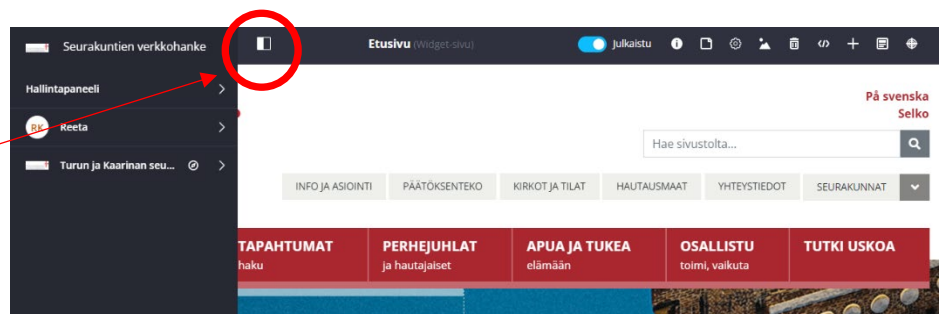 Seurakuntien verkkohanke
Etusivu (Widget-sivu)
Julkaistu
Hallintapaneeli
RK Reeta
Turun ja Kaarinan seu...
På svenska
Selko
Hae sivustolta...
INFO JA ASIOINTI PÄÄTÖKSENTEKO KIRKOT JA TILAT HAUTAUSMAAT YHTEYSTIEDOT SEURAKUNNAT
TAPAHTUMAT PERHEJUHLAT APUA JA TUKEA OSALLISTU TUTKI USKOA
haku ja hautajaiset elämään toimi, vaikuta